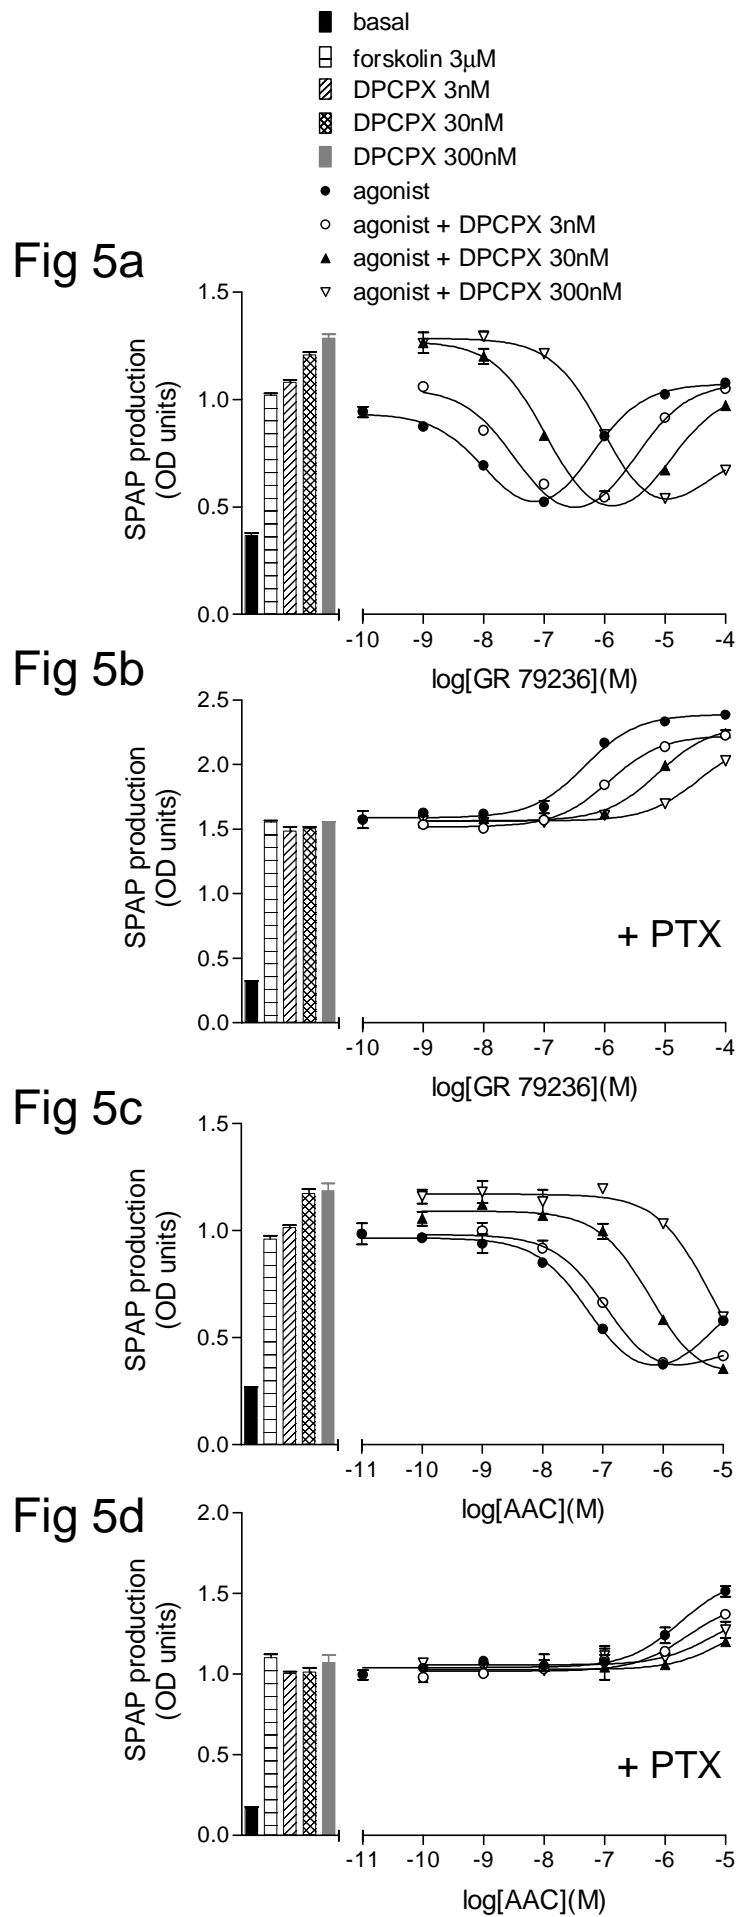 basal
forskolin 3μM
DPCPX 3nM
DPCPX 30nM
DPCPX 300nM
agonist
agonist + DPCPX 3nM
agonist + DPCPX 30nM
agonist + DPCPX 300nM
Fig 5a
SPAP production
(OD units)
1.5
1.0
0.5
0.0
-10 -9 -8 -7 -6 -5 -4
log[GR 79236](M)
Fig 5b
SPAP production
(OD units)
2.5
2.0
1.5
1.0
0.5
0.0
+ PTX
-10 -9 -8 -7 -6 -5 -4
log[GR 79236](M)
Fig 5c
SPAP production
(OD units)
1.5
1.0
0.5
0.0
-11 -10 -9 -8 -7 -6 -5
log[AAC](M)
Fig 5d
SPAP production
(OD units)
2.0
1.5
1.0
0.5
0.0
+ PTX
-11 -10 -9 -8 -7 -6 -5
log[AAC](M)